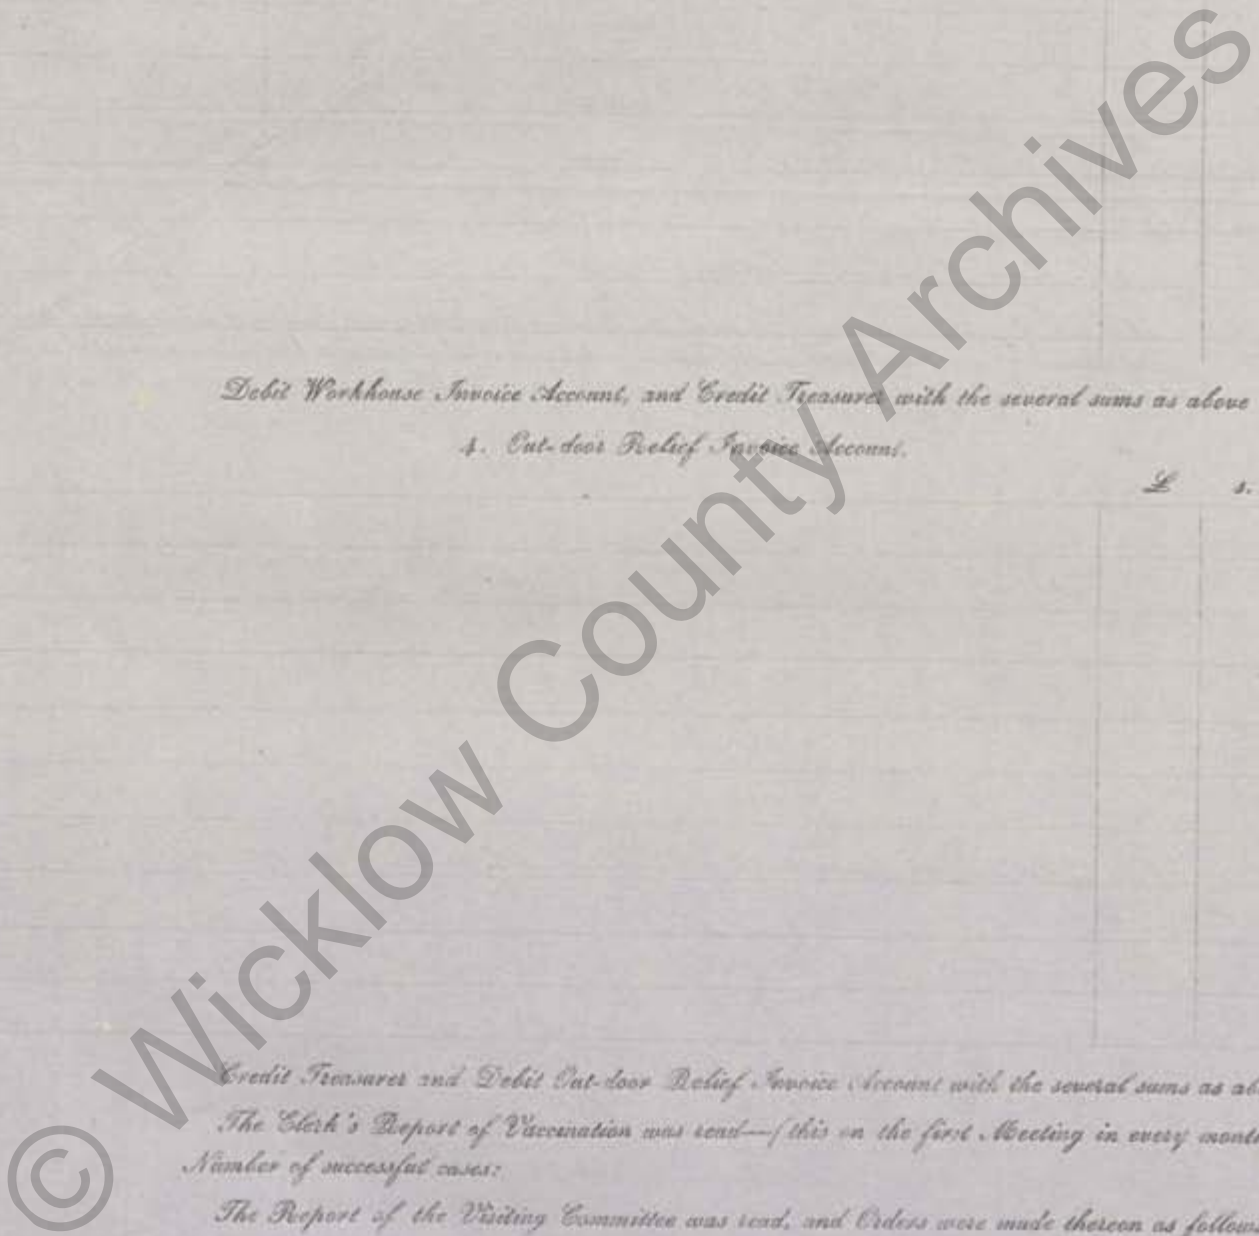 Debit Workhouse Invoice Account, and Credit Treasurer with the several sums as above
4. Out-door Relief Invoice Account.
£ s.
Credit Treasurer and Debit Out-door Relief Invoice Account with the several sums as ab
The Clerk's Report of Vaccination was read—(this on the first Meeting in every mont
Number of successful cases:
The Report of the Visiting Committee was read, and Orders were made thereon as follow
© Wicklow County Archives